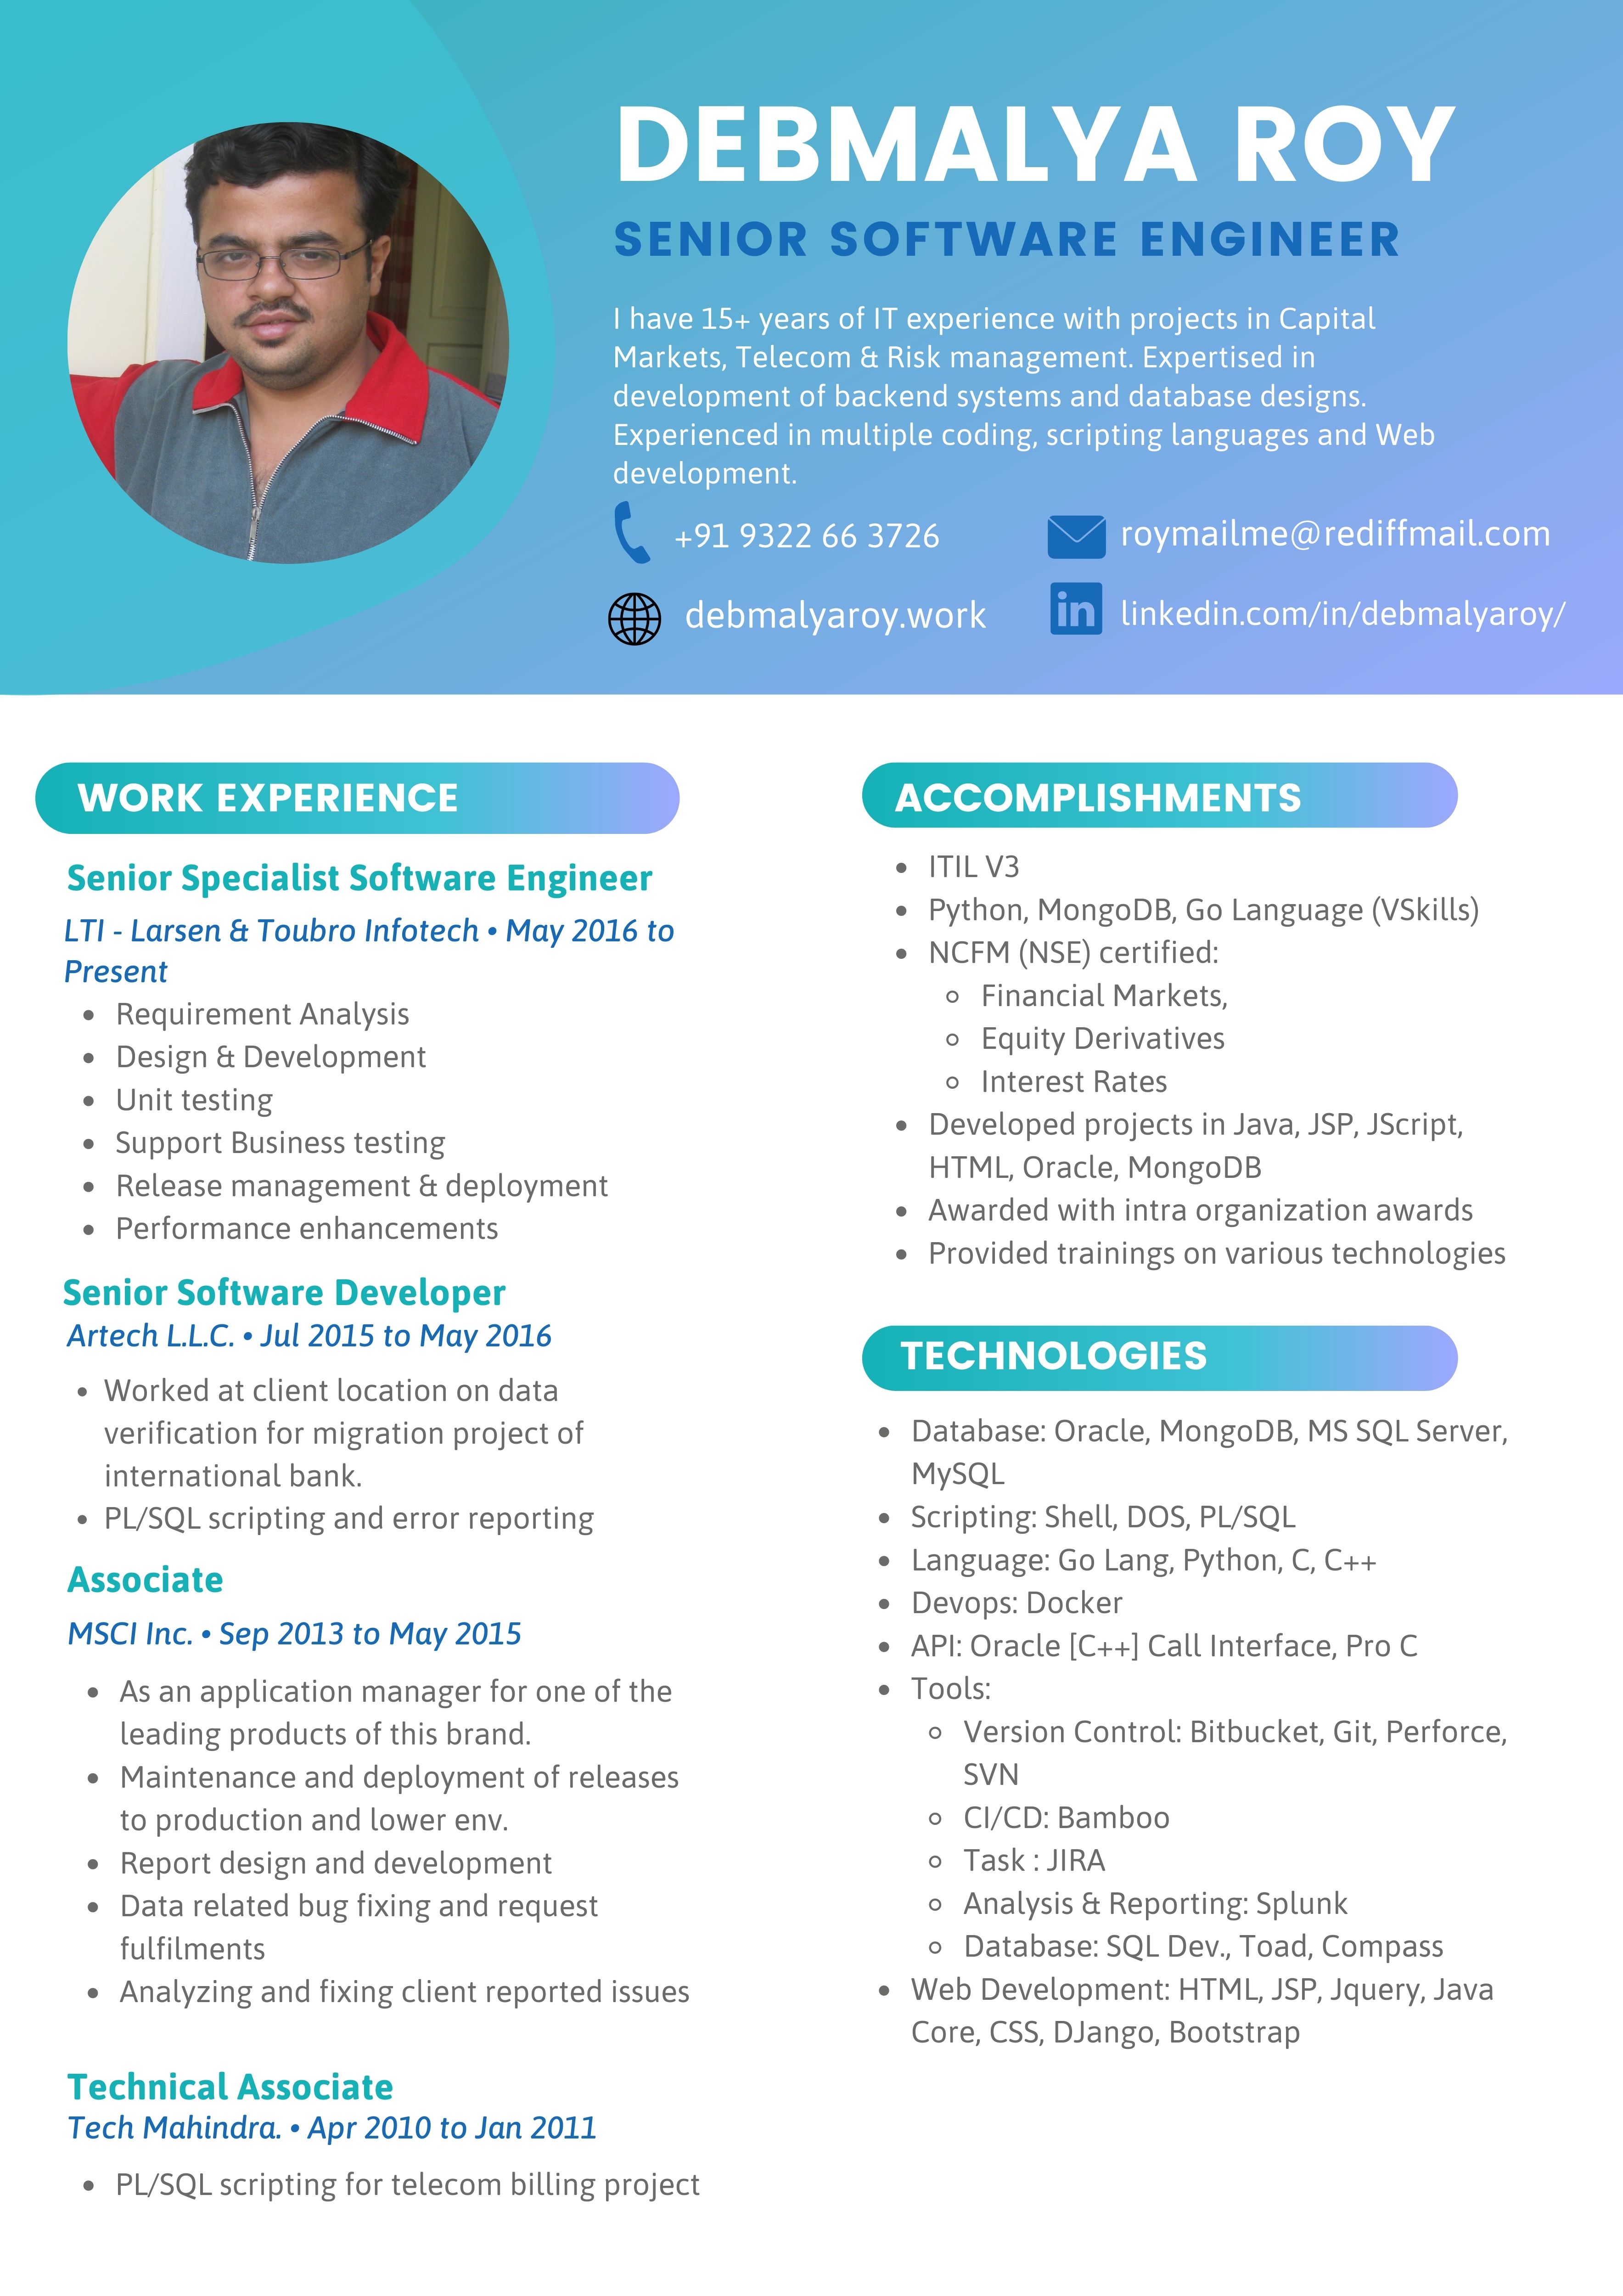 DEBMALYA ROY
SENIOR SOFTWARE ENGINEER
I have 15+ years of IT experience with projects in Capital
Markets, Telecom & Risk management. Expertised in
development of backend systems and database designs.
Experienced in multiple coding, scripting languages and Web
development.
+91 9322 66 3726
roymailme@rediffmail.com
debmalyaroy.work
in
linkedin.com/in/debmalyaroy/
WORK EXPERIENCE
Senior Specialist Software Engineer
LTI - Larsen & Toubro Infotech • May 2016 to
Present
• Requirement Analysis
• Design & Development
• Unit testing
• Support Business testing
• Release management & deployment
• Performance enhancements
Senior Software Developer
Artech L.L.C. • Jul 2015 to May 2016
• Worked at client location on data
verification for migration project of
international bank.
• PL/SQL scripting and error reporting
Associate
MSCI Inc. • Sep 2013 to May 2015
• As an application manager for one of the
leading products of this brand.
• Maintenance and deployment of releases
to production and lower env.
• Report design and development
• Data related bug fixing and request
fulfilments
• Analyzing and fixing client reported issues
Technical Associate
Tech Mahindra. • Apr 2010 to Jan 2011
• PL/SQL scripting for telecom billing project
ACCOMPLISHMENTS
• ITIL V3
• Python, MongoDB, Go Language (VSkills)
• NCFM (NSE) certified:
◦ Financial Markets,
◦ Equity Derivatives
◦ Interest Rates
• Developed projects in Java, JSP, JScript,
HTML, Oracle, MongoDB
• Awarded with intra organization awards
• Provided trainings on various technologies
TECHNOLOGIES
• Database: Oracle, MongoDB, MS SQL Server,
MySQL
• Scripting: Shell, DOS, PL/SQL
• Language: Go Lang, Python, C, C++
• Devops: Docker
• API: Oracle [C++] Call Interface, Pro C
• Tools:
◦ Version Control: Bitbucket, Git, Perforce,
SVN
◦ CI/CD: Bamboo
◦ Task : JIRA
◦ Analysis & Reporting: Splunk
◦ Database: SQL Dev., Toad, Compass
• Web Development: HTML, JSP, Jquery, Java
Core, CSS, DJango, Bootstrap